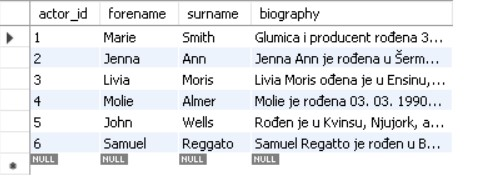 actor_id forename surname biography
1 Marie Smith Glumica i producent rođena 3...
2 Jenna Ann Jenna Ann je rođena u Šerm...
3 Livia Moris Livia Moris ođena je u Ensinu,...
4 Molie Almer Molie je rođena 03. 03. 1990...
5 John Wells Rođen je u Kvinsu, Njujork, a...
6 Samuel Reggato Samuel Regatto je rođen u B...
NULL NULL NULL NULL